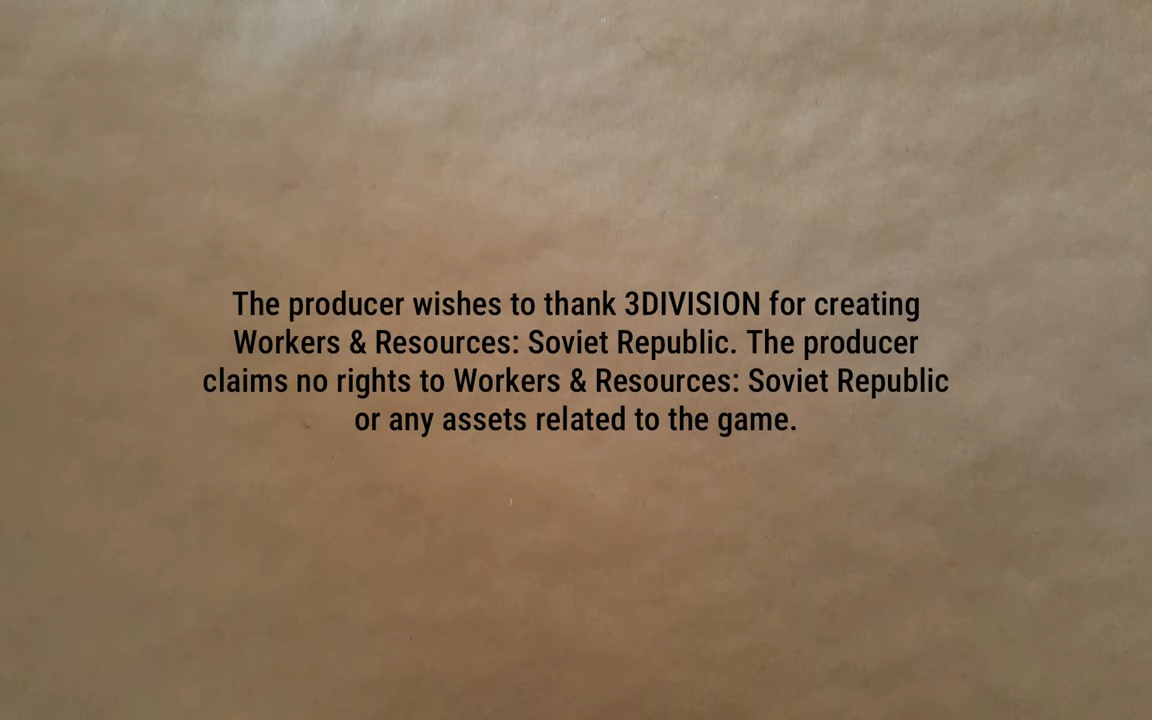 The producer wishes to thank 3DIVISION for creating
Workers & Resources: Soviet Republic. The producer
claims no rights to Workers & Resources: Soviet Republic
or any assets related to the game.